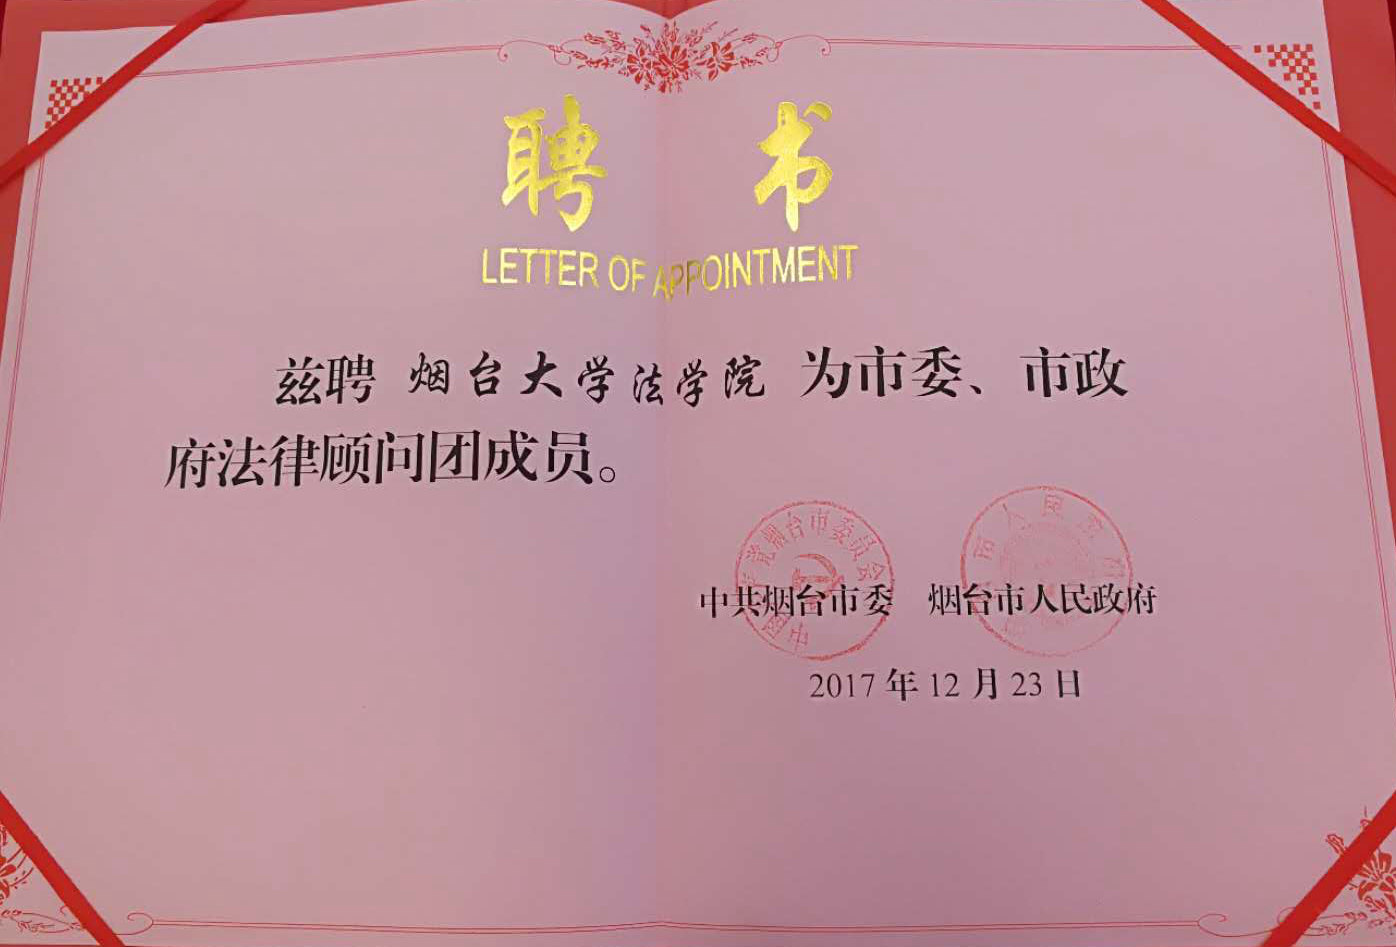 聘 书
LETTER OF APPOINTMENT
兹聘 烟台大学法学院 为市委、市政
府法律顾问团成员。
中共烟台市委 烟台市人民政府
2017年12月23日